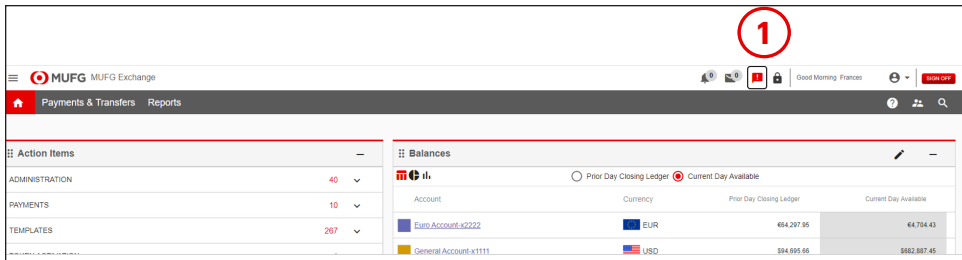 1
MUFG MUFG Exchange 0 0 Good Morning Frances SIGN OFF
Payments & Transfers Reports
Action Items
ADMINISTRATION 40
PAYMENTS 10
TEMPLATES 267
Balances
Prior Day Closing Ledger Current Day Available
Account Currency Prior Day Closing Ledger Current Day Available
Euro Account-x2222 EUR €64,297.95 €4,704.43
General Account-x1111 USD $94,695.66 $682,887.45